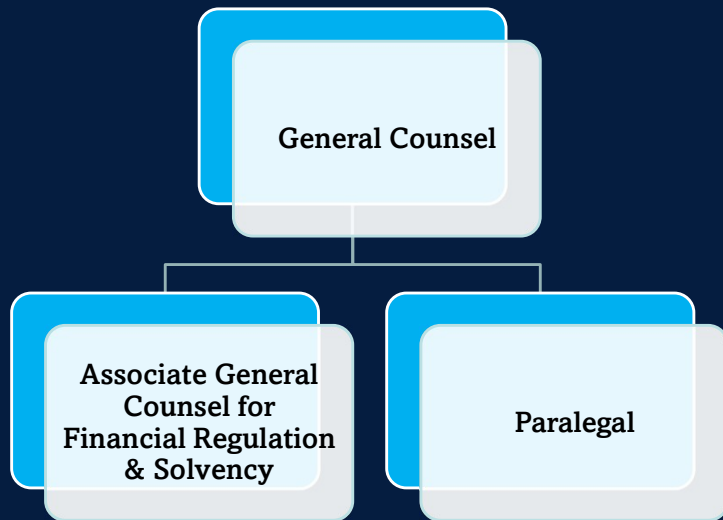 General Counsel
Associate General
Counsel for
Financial Regulation
& Solvency
Paralegal